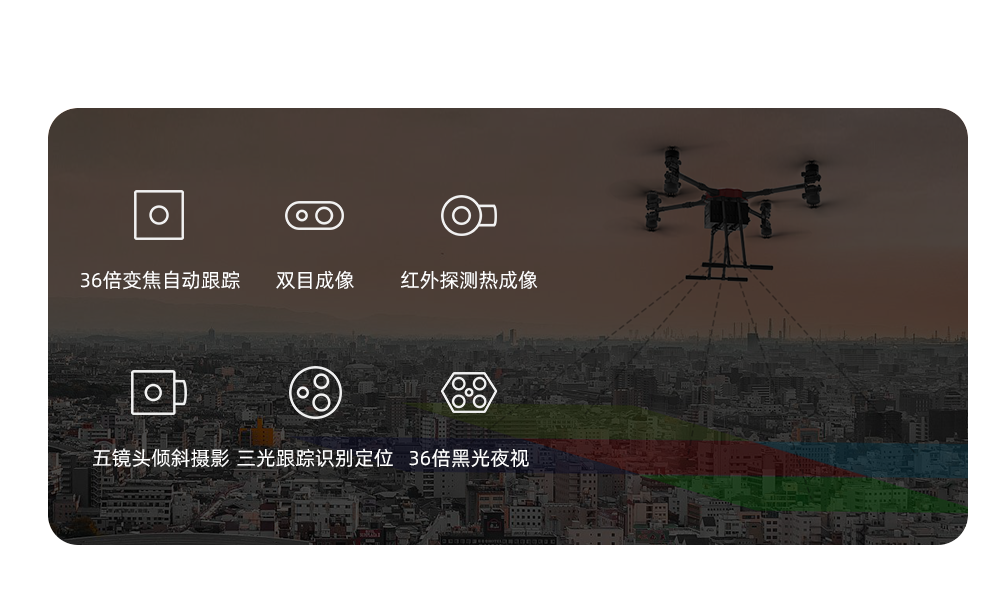 36倍变焦自动跟踪
双目成像
红外探测热成像
五镜头倾斜摄影
三光跟踪识别定位
36倍黑光夜视